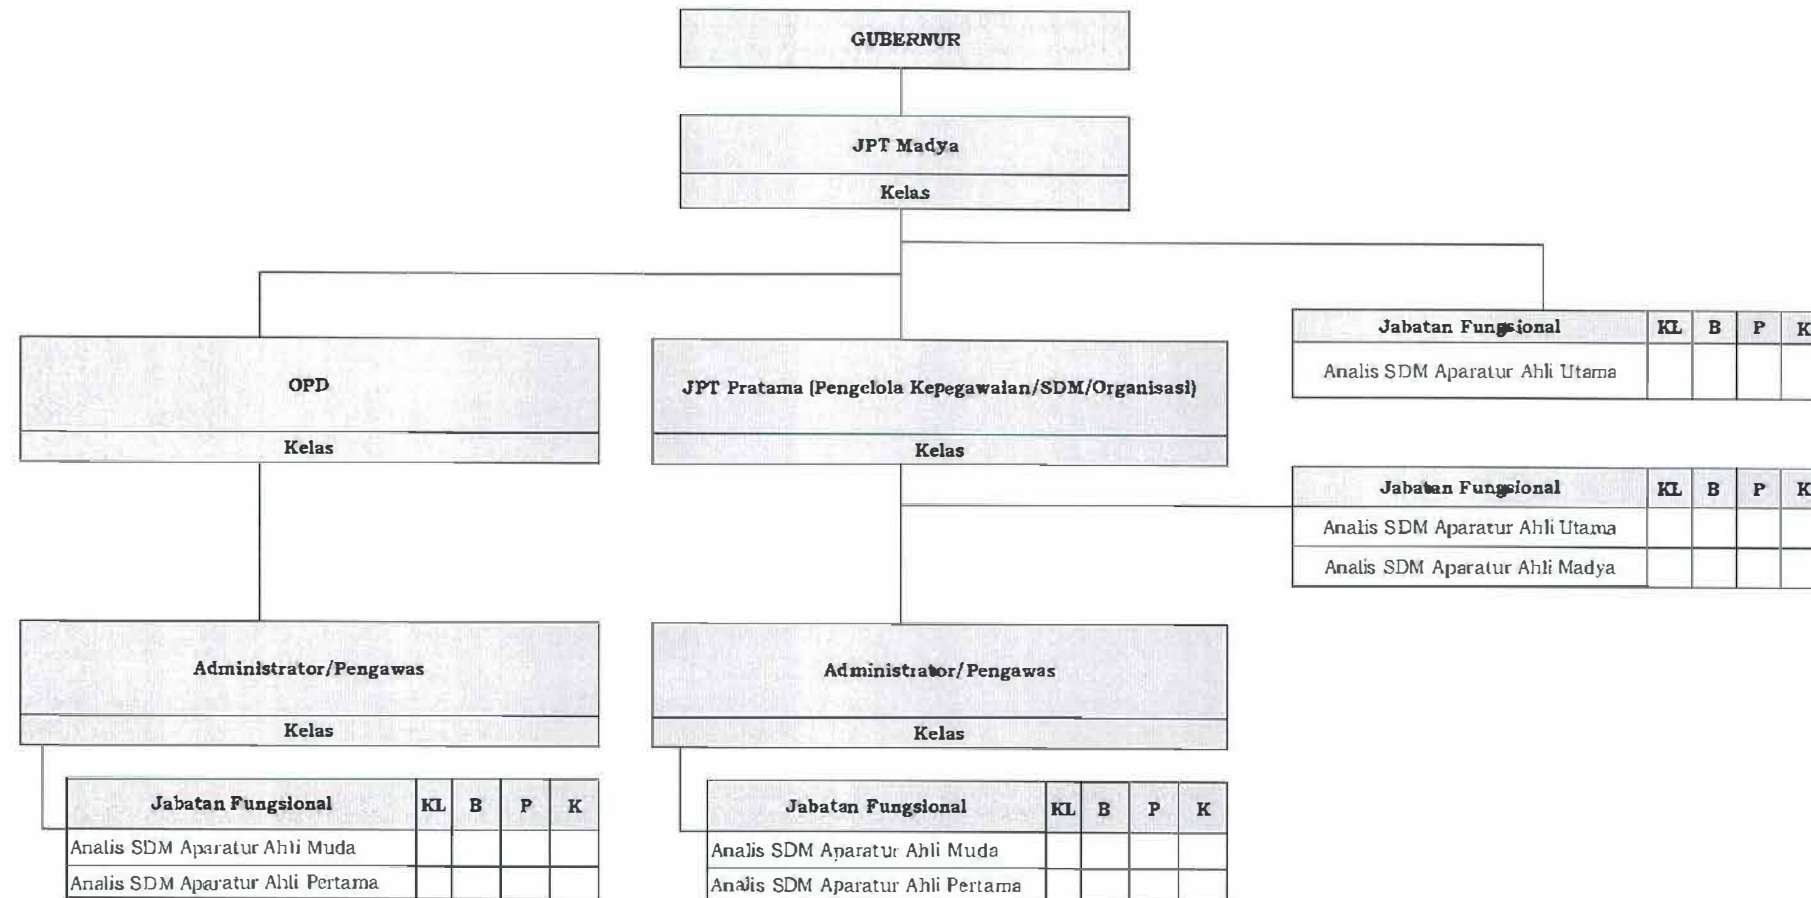 GUBERNUR
JPT Madya
Kelas
OPD
Kelas
JPT Pratama (Pengelola Kepegawaian/SDM/Organisasi)
Kelas
Jabatan Fungsional KL B P K
Analis SDM Aparatur Ahli Utama
Jabatan Fungsional KL B P K
Analis SDM Aparatur Ahli Utama
Analis SDM Aparatur Ahli Madya
Administrator/Pengawas
Kelas
Administrator/Pengawas
Kelas
Jabatan Fungsional KL B P K
Analis SDM Aparatur Ahli Muda
Analis SDM Aparatur Ahli Pertama
Jabatan Fungsional KL B P K
Analis SDM Aparatur Ahli Muda
Analis SDM Aparatur Ahli Pertama